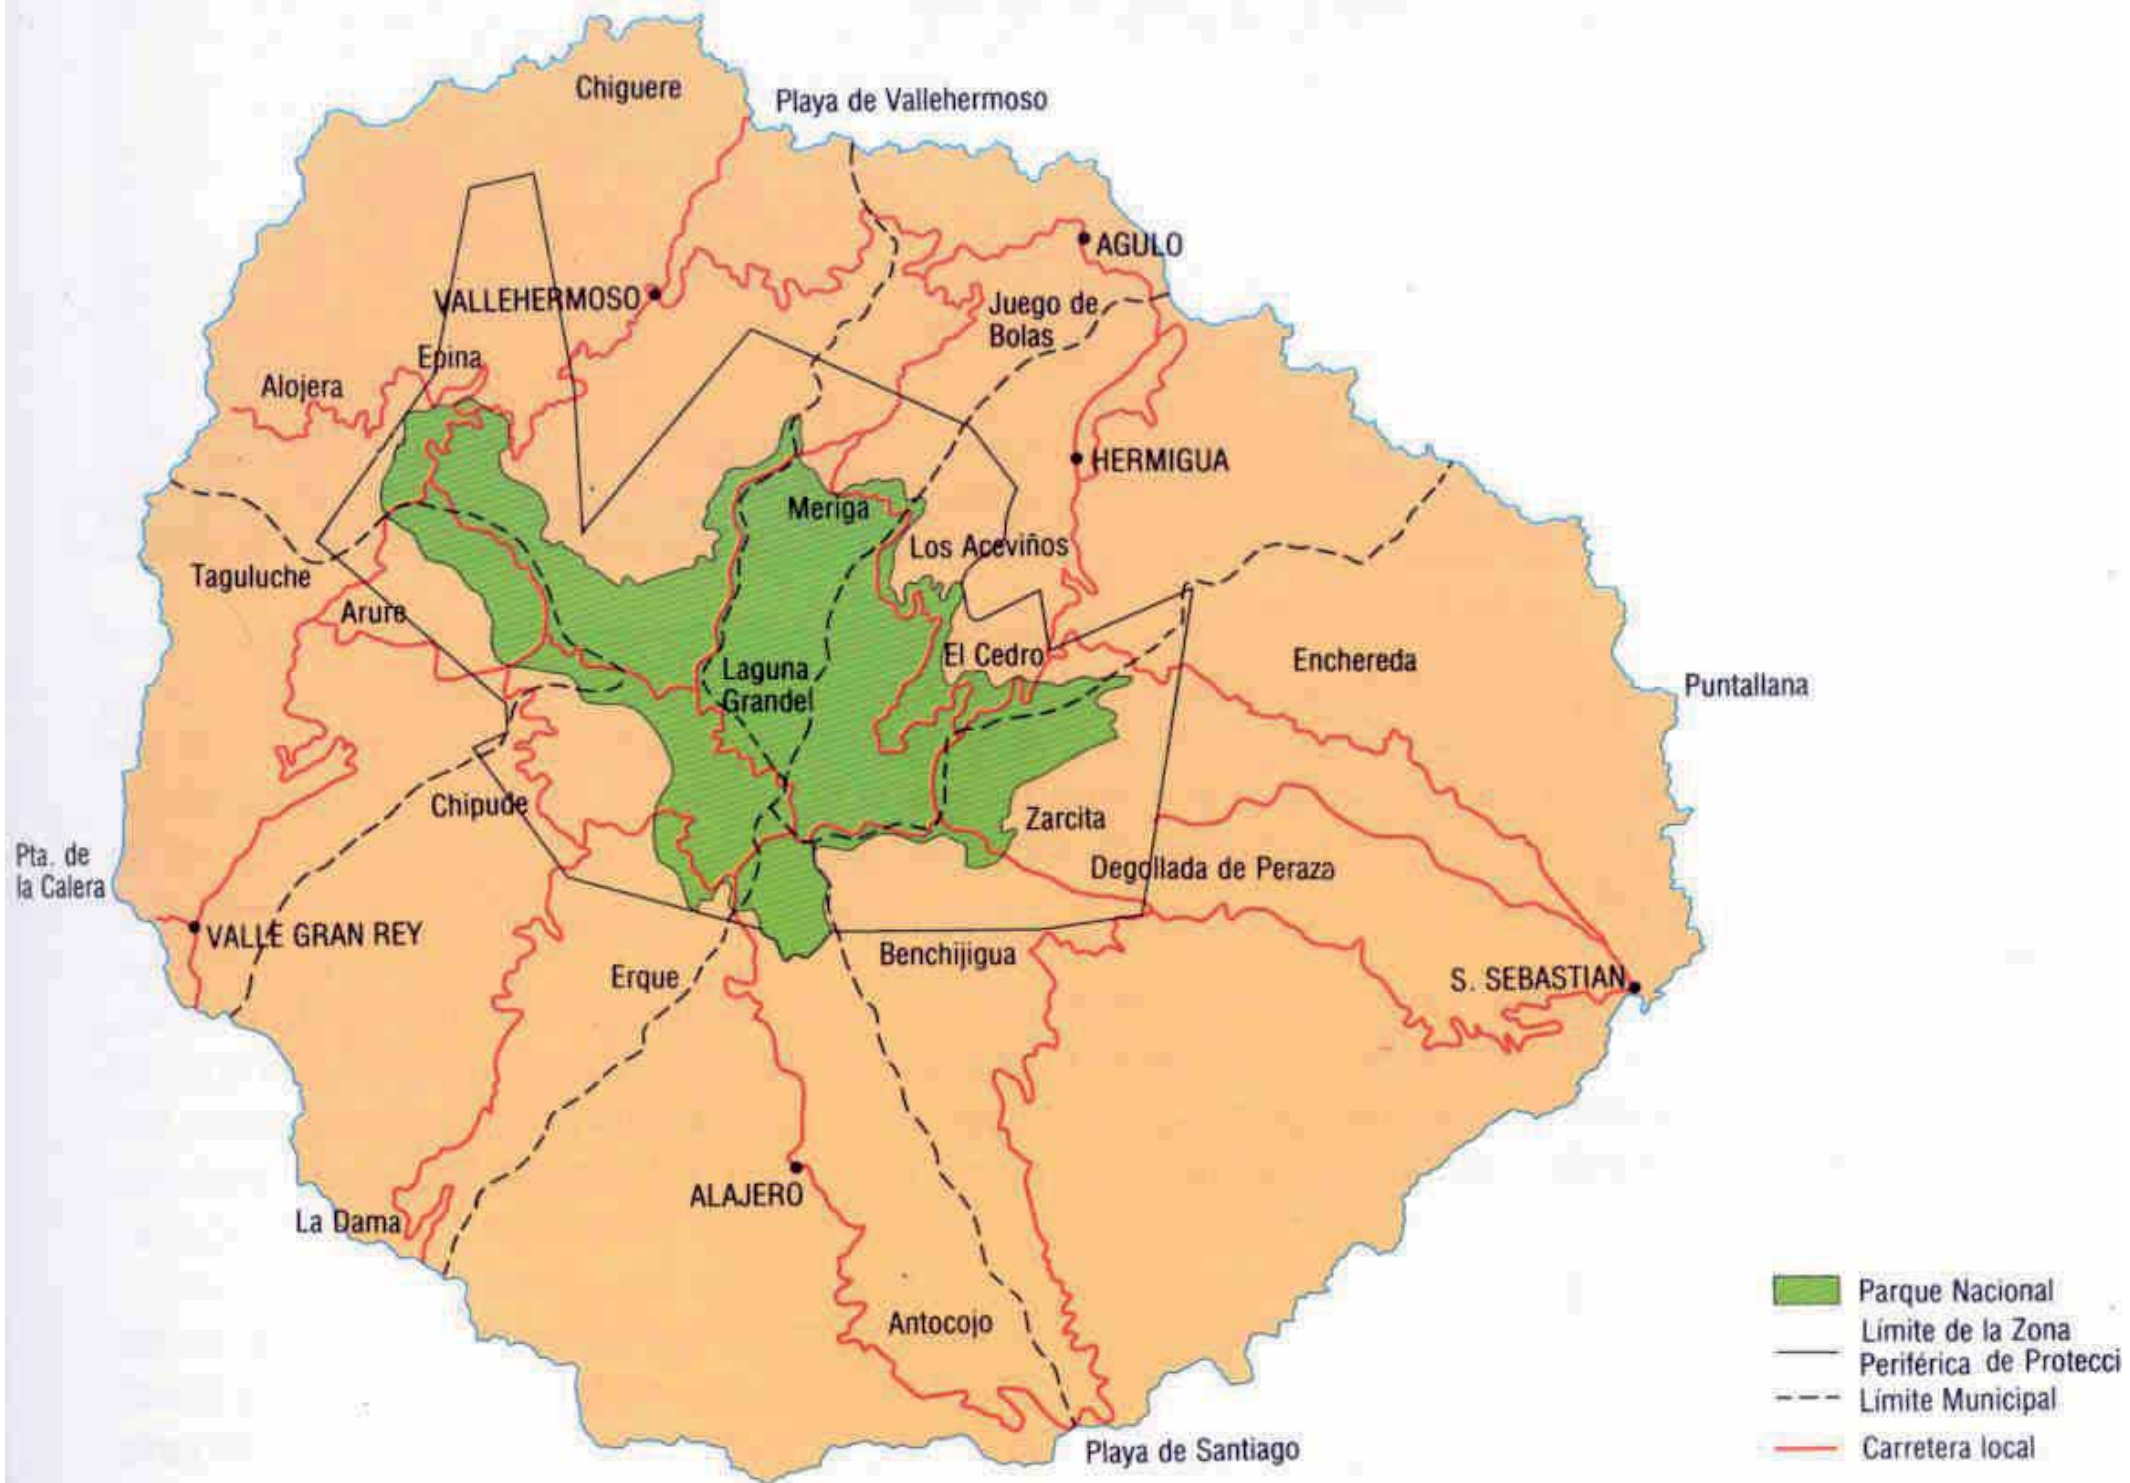 Chiguere
Playa de Vallehermoso
AGULO
VALLEHERMOSO
Juego de
Bolas
Epina
Alojera
HERMIGUA
Meriga
Los Aceviños
Taguluche
Arure
El Cedro
Enchereda
Laguna
Grandel
Puntallana
Chipude
Zarcita
Pta. de
la Calera
Degollada de Peraza
VALLE GRAN REY
Benchijigua
Erque
S. SEBASTIAN
ALAJERO
La Dama
Antocojo
Playa de Santiago
Parque Nacional
Límite de la Zona
Periférica de Protecci
Límite Municipal
Carretera local